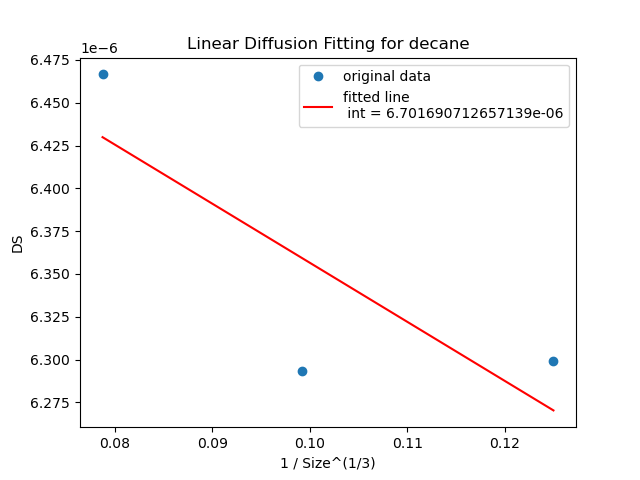 Linear Diffusion Fitting for decane
1e−6
6.475
6.450
6.425
6.400
6.375
6.350
6.325
6.300
6.275
DS
original data
fitted line
int = 6.701690712657139e-06
0.08
0.09
0.10
0.11
0.12
1 / Size^(1/3)